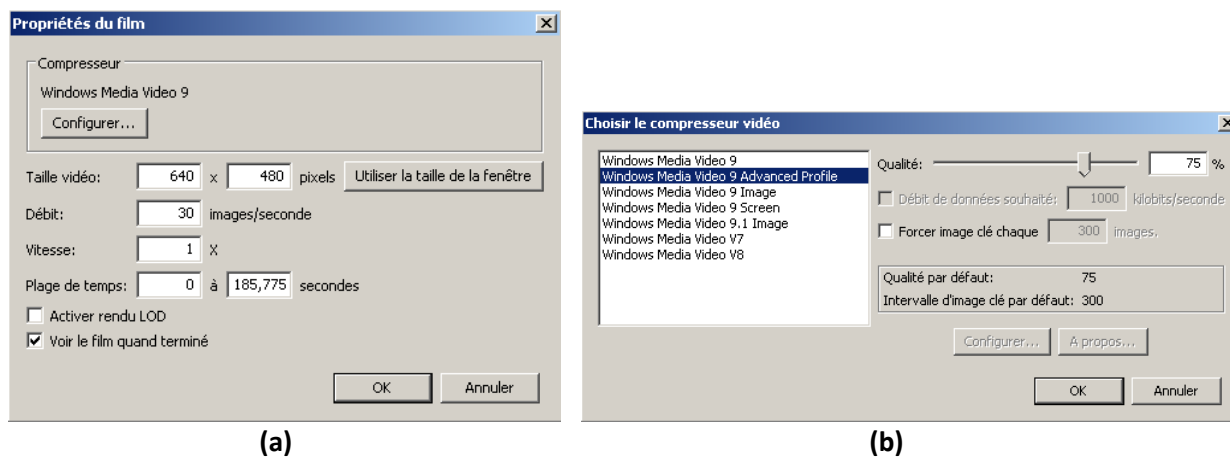 Propriétés du film
Compresseur
Windows Media Video 9
Configurer...
Taille vidéo: 640 x 480 pixels Utiliser la taille de la fenêtre
Débit: 30 images/seconde
Vitesse: 1 X
Plage de temps: 0 à 185,775 secondes
Activer rendu LOD
Voir le film quand terminé
OK Annuler
(a)
Choisir le compresseur vidéo
Windows Media Video 9
Windows Media Video 9 Advanced Profile
Windows Media Video 9 Image
Windows Media Video 9 Screen
Windows Media Video 9.1 Image
Windows Media Video V7
Windows Media Video V8
Qualité: 75 %
Débit de données souhaité: 1000 kilobits/seconde
Forcer image clé chaque 300 images.
Qualité par défaut: 75
Intervalle d'image clé par défaut: 300
Configurer... A propos...
OK Annuler
(b)